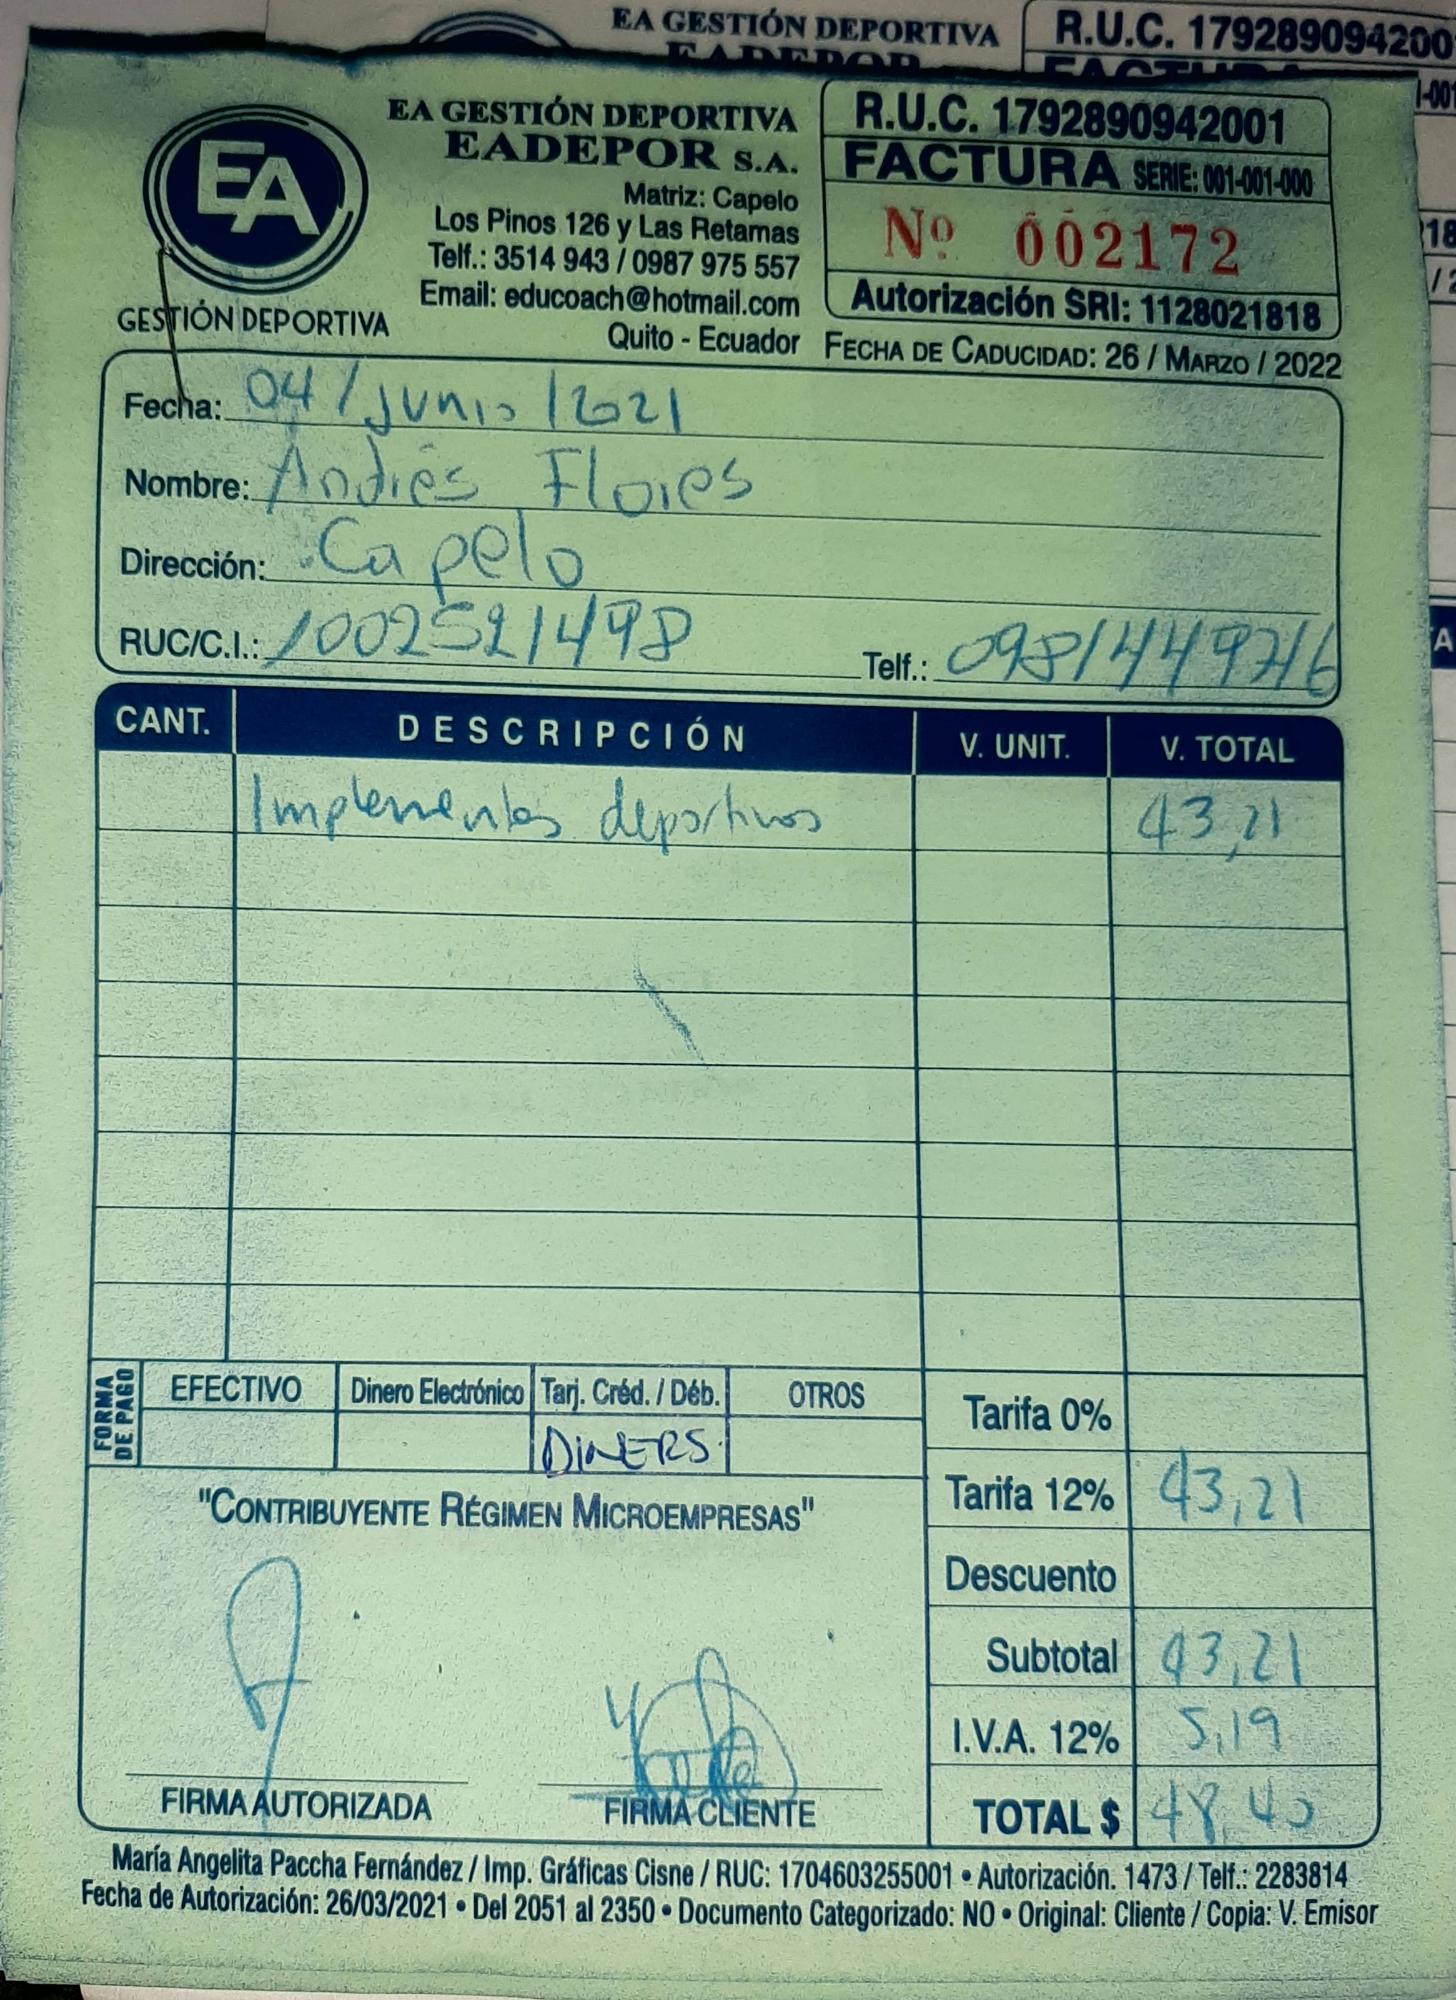 EA GESTIÓN DEPORTIVA
EADEPOR
R.U.C. 179289094200
FACTURA
EA
GESTIÓN DEPORTIVA
EA GESTIÓN DEPORTIVA
EADEPOR S.A.
Matriz: Capelo
Los Pinos 126 y Las Retamas
Telf.: 3514 943 / 0987 975 557
Email: educoach@hotmail.com
Quito - Ecuador
R.U.C. 1792890942001
FACTURA SERIE: 001-001-000
Nº 002172
Autorización SRI: 1128021818
FECHA DE CADUCIDAD: 26 / MARZO / 2022
Fecha: 04 / junio / 2021
Nombre: Andrés Flores
Dirección: Capelo
RUC/C.I.: 1002521498 Telf.: 0981449746
CANT. DESCRIPCIÓN V. UNIT. V. TOTAL
Implementos deportivos 43,21
FORMA DE PAGO
EFECTIVO Dinero Electrónico Tarj. Créd. / Déb. OTROS
DINERS
Tarifa 0%
Tarifa 12% 43,21
Descuento
Subtotal 43,21
I.V.A. 12% 5,19
TOTAL $ 48,40
"CONTRIBUYENTE RÉGIMEN MICROEMPRESAS"
FIRMA AUTORIZADA FIRMA CLIENTE
María Angelita Paccha Fernández / Imp. Gráficas Cisne / RUC: 1704603255001 • Autorización. 1473 / Telf.: 2283814
Fecha de Autorización: 26/03/2021 • Del 2051 al 2350 • Documento Categorizado: NO • Original: Cliente / Copia: V. Emisor